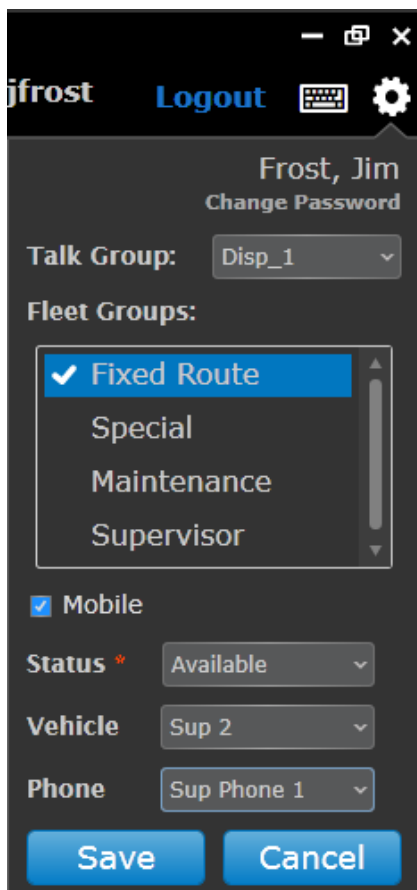 jfrost Logout
Frost, Jim
Change Password
Talk Group: Disp_1
Fleet Groups:
Fixed Route
Special
Maintenance
Supervisor
Mobile
Status * Available
Vehicle Sup 2
Phone Sup Phone 1
Save Cancel